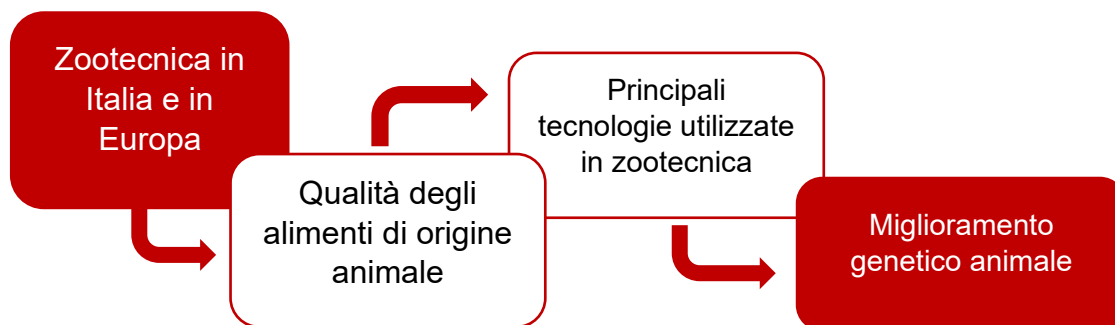 Zootecnica in
Italia e in
Europa
Qualità degli
alimenti di origine
animale
Principali
tecnologie utilizzate
in zootecnica
Miglioramento
genetico animale